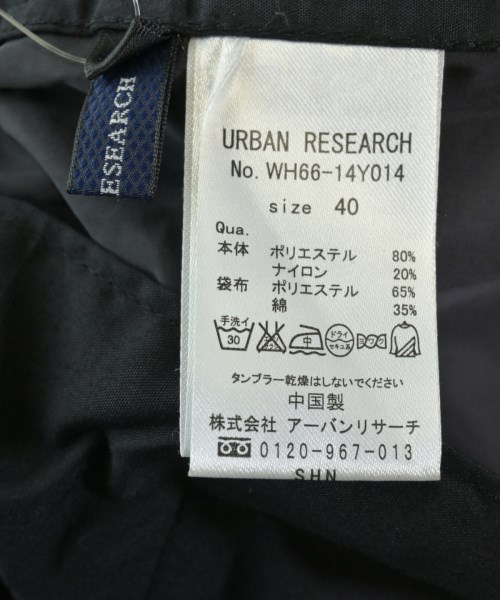 ESEARCH
URBAN RESEARCH
No. WH66-14Y014
size 40
Qua.
本体 ポリエステル 80%
ナイロン 20%
袋布 ポリエステル 65%
綿 35%
手洗イ 30 中 ドライ セキユ系
タンブラー乾燥はしないでください
中国製
株式会社 アーバンリサーチ
0120-967-013
SHN